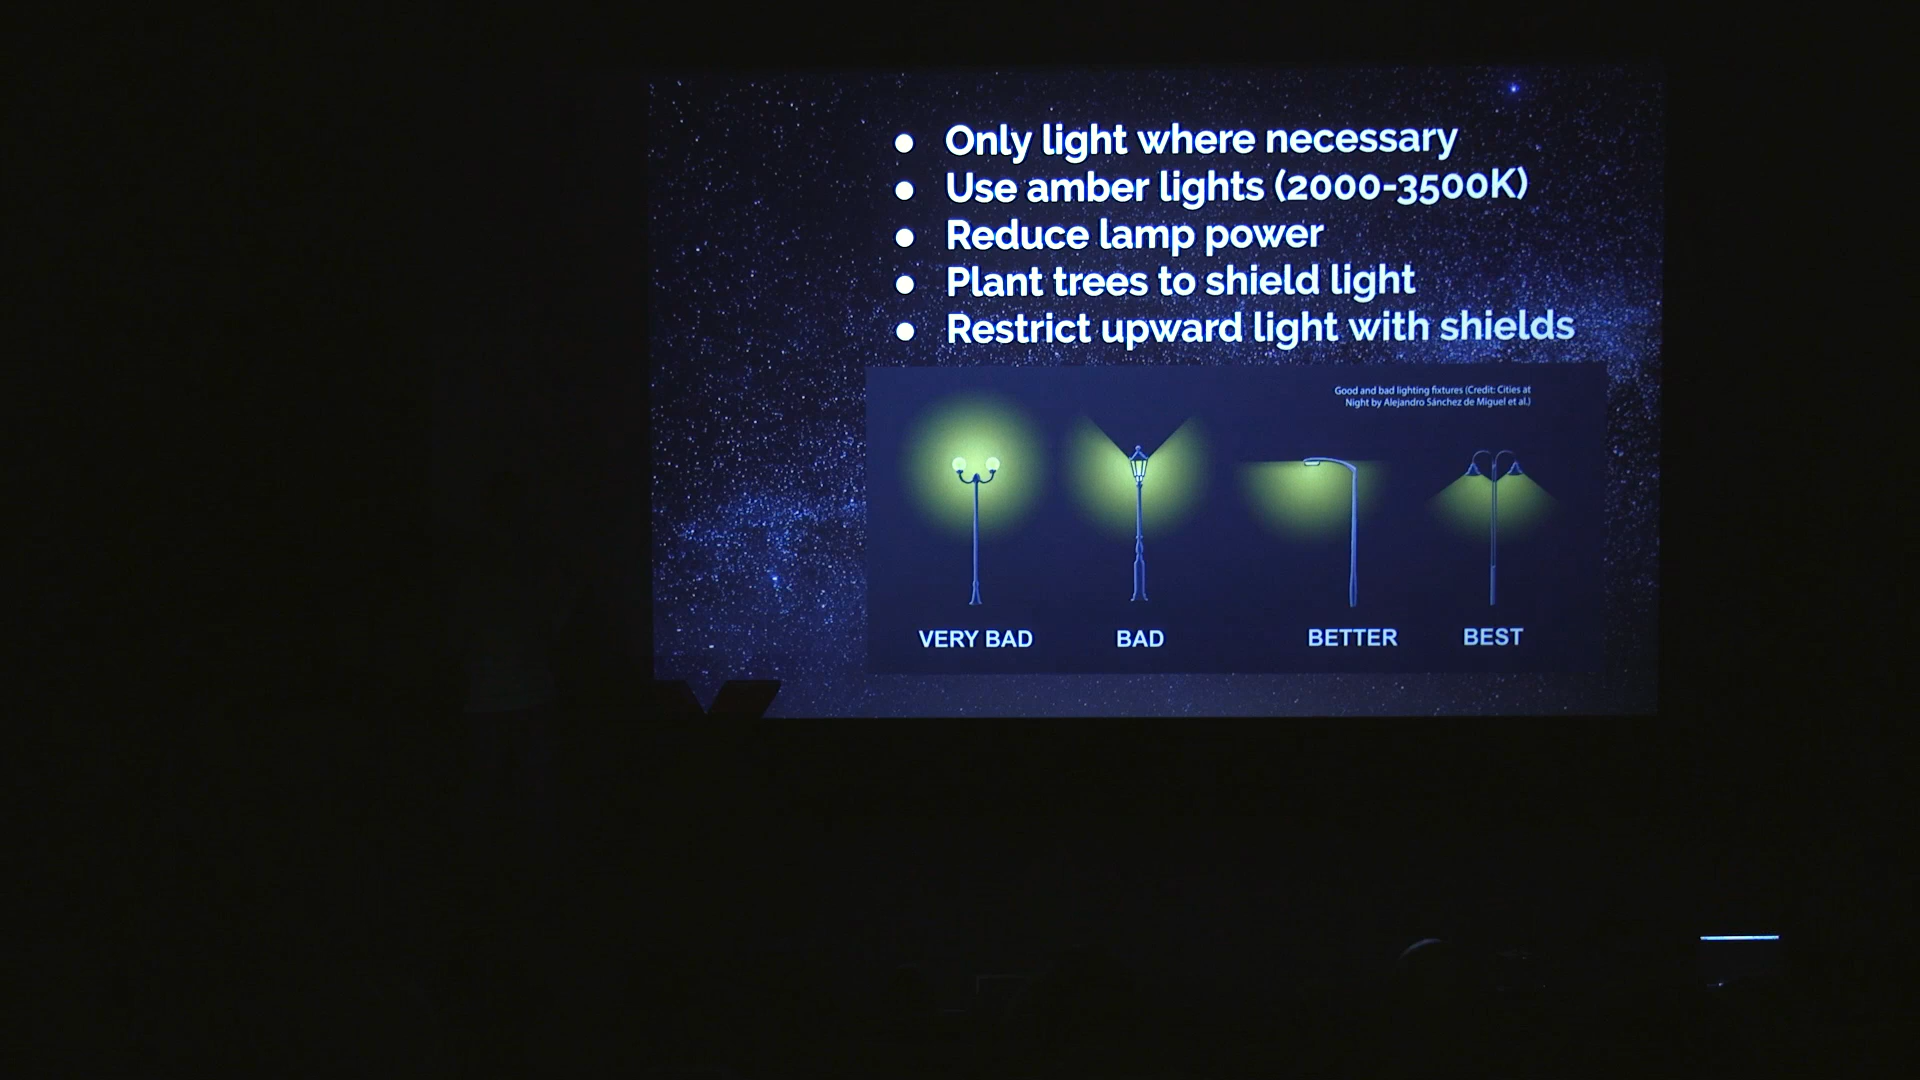 ● Only light where necessary
● Use amber lights (2000-3500K)
● Reduce lamp power
● Plant trees to shield light
● Restrict upward light with shields
Good and bad lighting fixtures (Credit: Cities at
Night by Alejandro Sánchez de Miguel et al.)
VERY BAD
BAD
BETTER
BEST